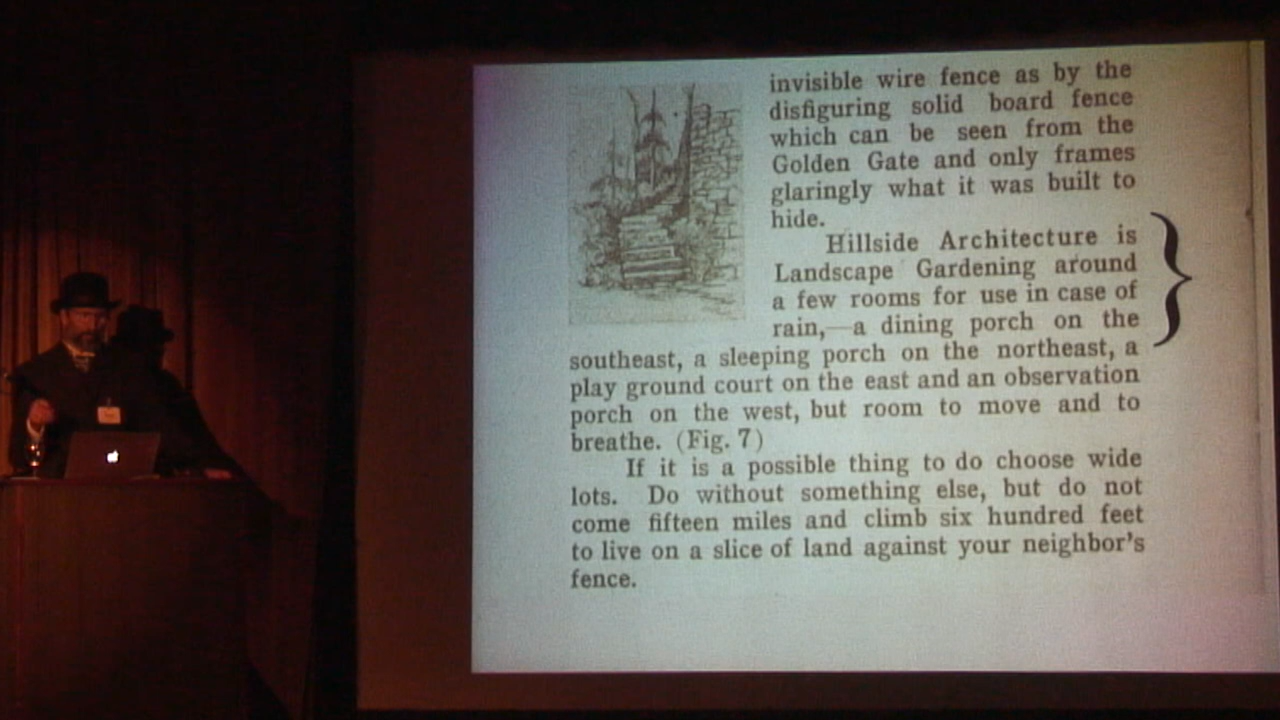 invisible wire fence as by the
disfiguring solid board fence
which can be seen from the
Golden Gate and only frames
glaringly what it was built to
hide.
Hillside Architecture is
Landscape Gardening around
a few rooms for use in case of
rain,—a dining porch on the
southeast, a sleeping porch on the northeast, a
play ground court on the east and an observation
porch on the west, but room to move and to
breathe. (Fig. 7)
If it is a possible thing to do choose wide
lots. Do without something else, but do not
come fifteen miles and climb six hundred feet
to live on a slice of land against your neighbor's
fence.